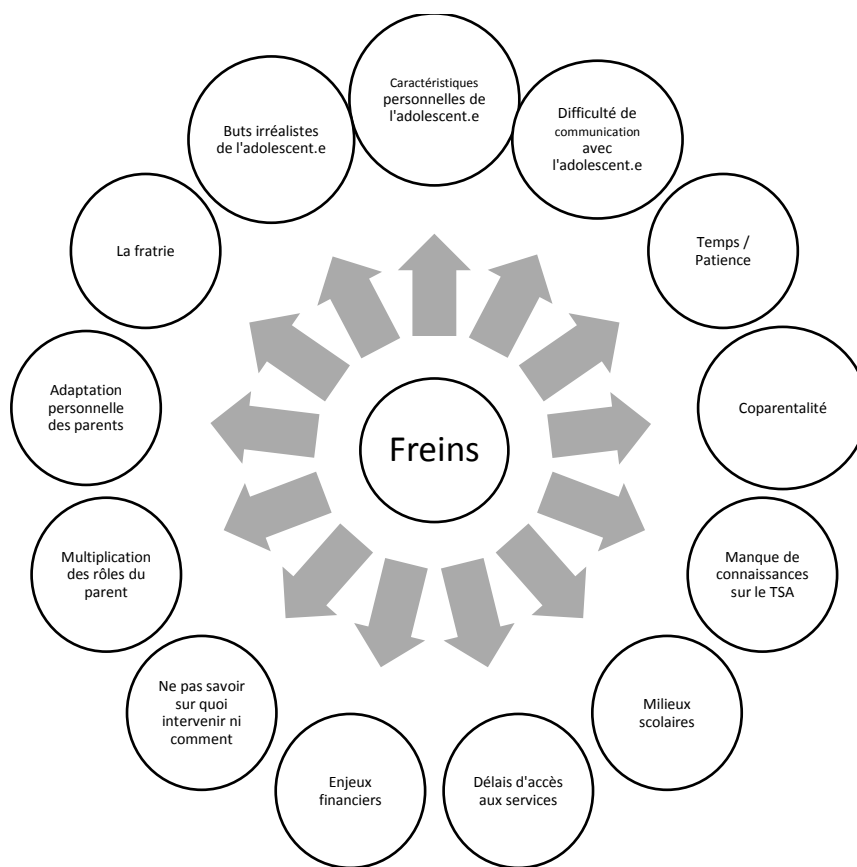 Caractéristiques
personnelles de
l'adolescent.e
Difficulté de
communication
avec
l'adolescent.e
Temps /
Patience
Coparentalité
Manque de
connaissances
sur le TSA
Milieux
scolaires
Délais d'accès
aux services
Enjeux
financiers
Ne pas savoir
sur quoi
intervenir ni
comment
Multiplication
des rôles du
parent
Adaptation
personnelle
des parents
La fratrie
Buts irréalistes
de l'adolescent.e
Freins